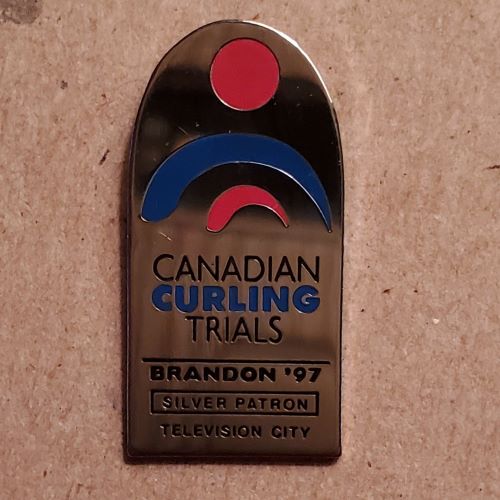 CANADIAN
CURLING
TRIALS
BRANDON '97
SILVER PATRON
TELEVISION CITY